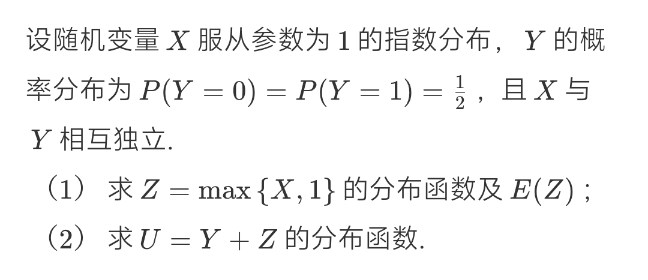 设随机变量 X 服从参数为 1 的指数分布，Y 的概
率分布为 P(Y = 0) = P(Y = 1) = 1/2 ，且 X 与
Y 相互独立.
（1） 求 Z = max {X, 1} 的分布函数及 E(Z)；
（2） 求 U = Y + Z 的分布函数.